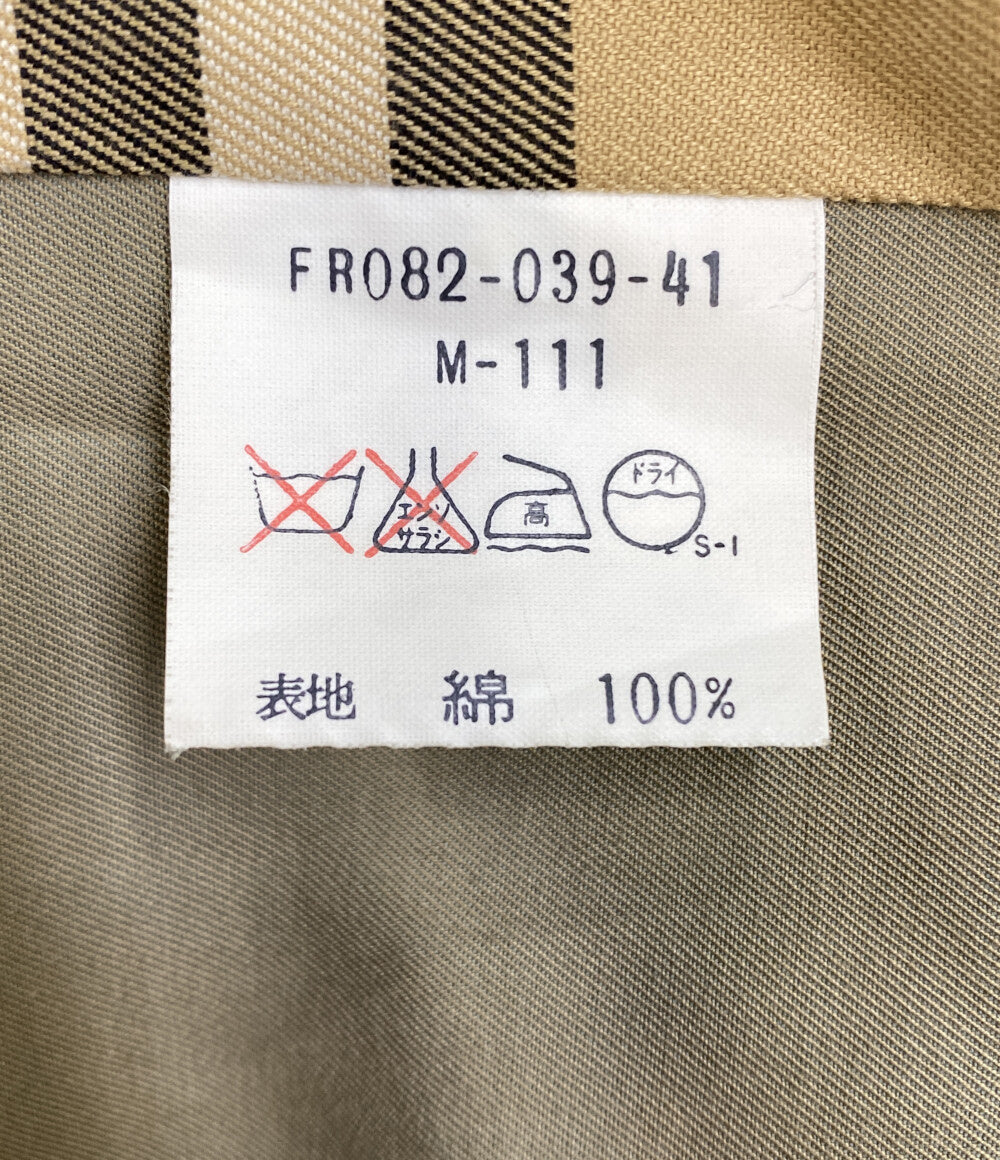 FR082-039-41
M-111
エンソ
サラシ
高
ドライ
S-1
表地 綿 100%